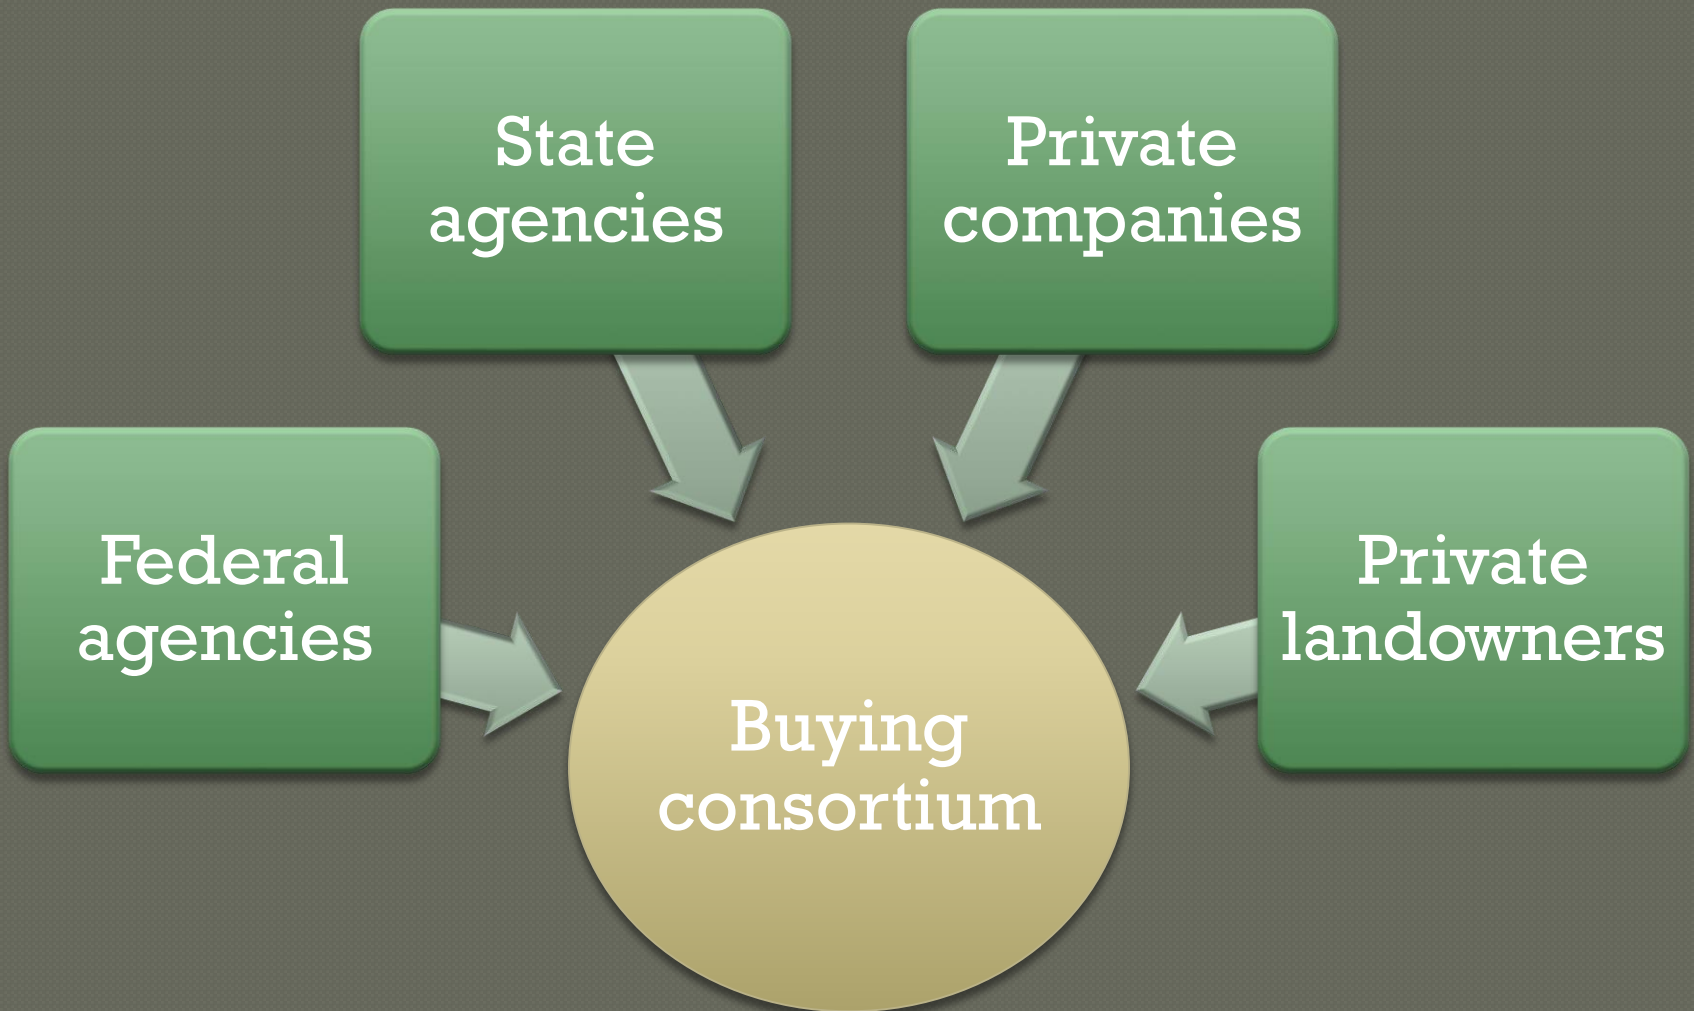 State
agencies
Private
companies
Federal
agencies
Private
landowners
Buying
consortium